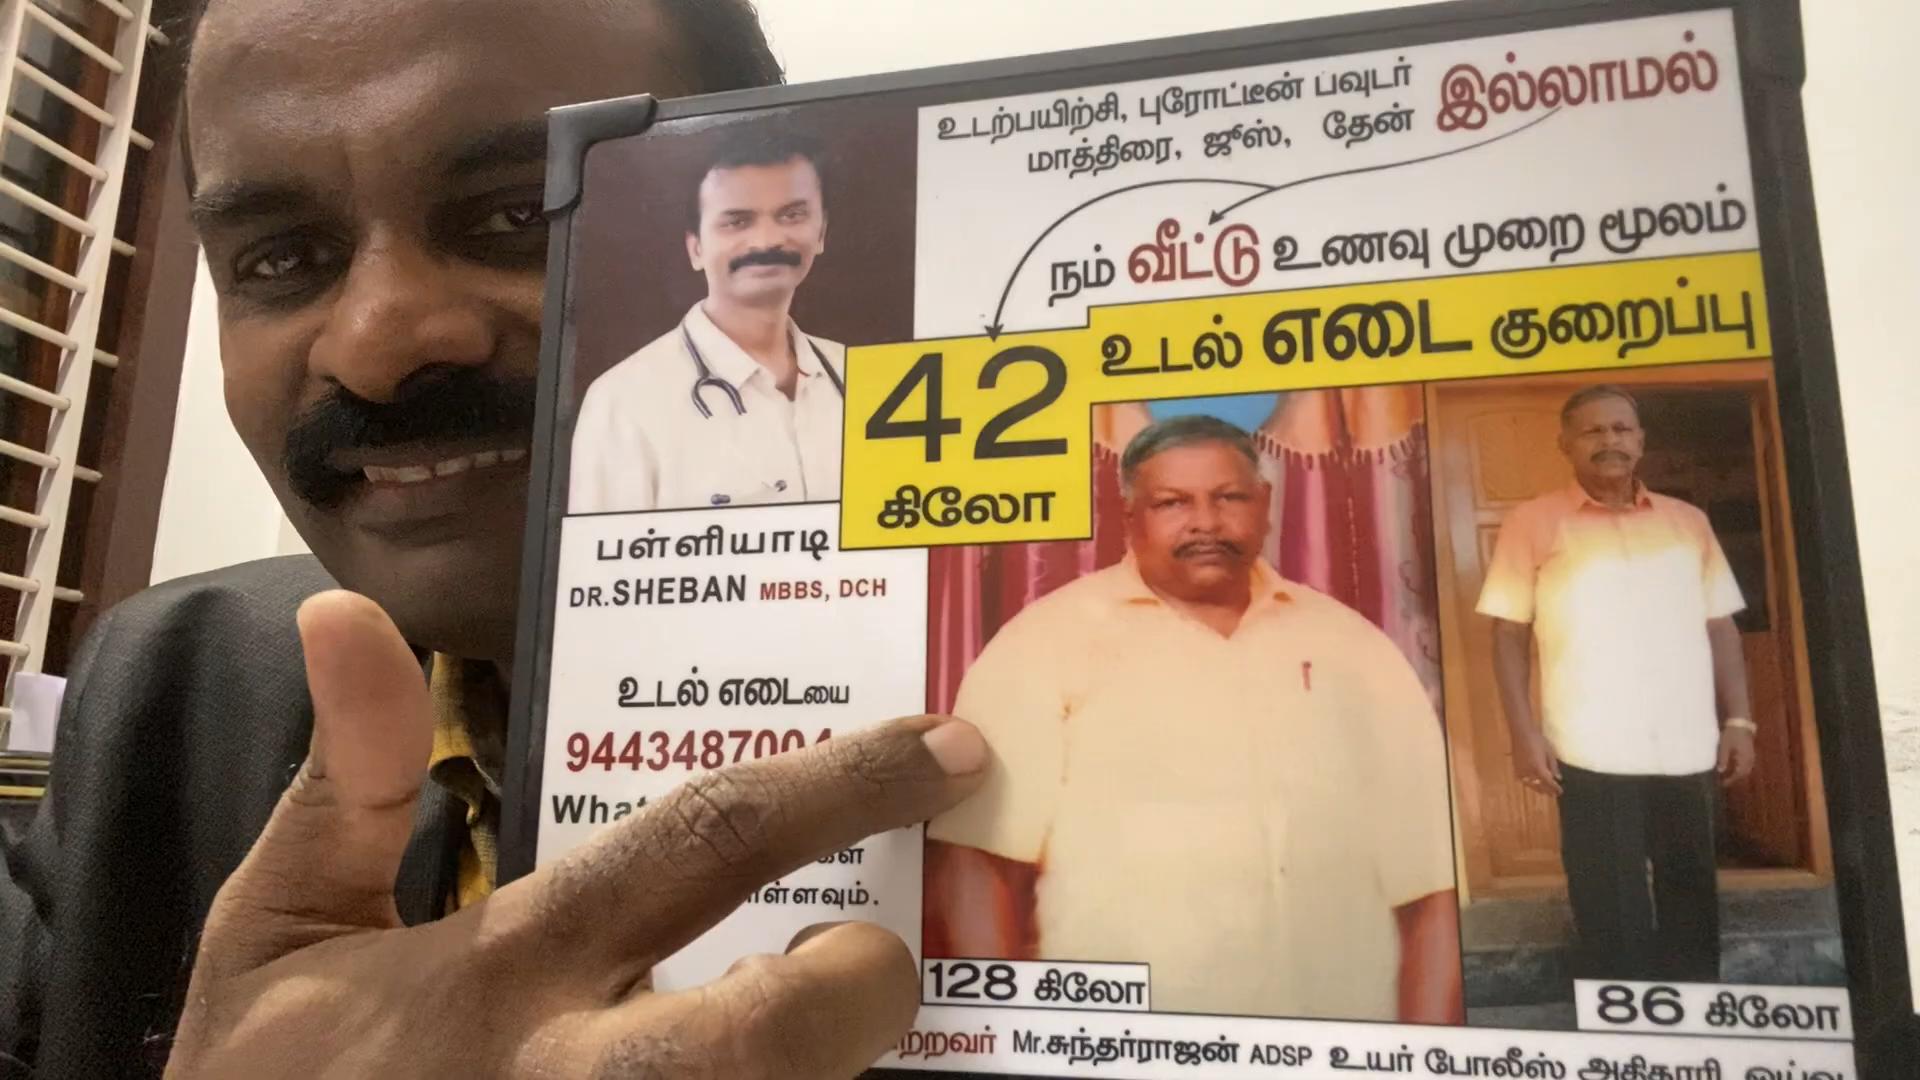 உடற்பயிற்சி, புரோட்டீன் பவுடர் இல்லாமல்
மாத்திரை, ஜூஸ், தேன்
நம் வீட்டு உணவு முறை மூலம்
42 கிலோ
உடல் எடை குறைப்பு
பள்ளியாடி
DR.SHEBAN MBBS, DCH
உடல் எடையை
128 கிலோ
86 கிலோ
Mr.சுந்தர்ராஜன் ADSP உயர் போலீஸ் அதிகாரி